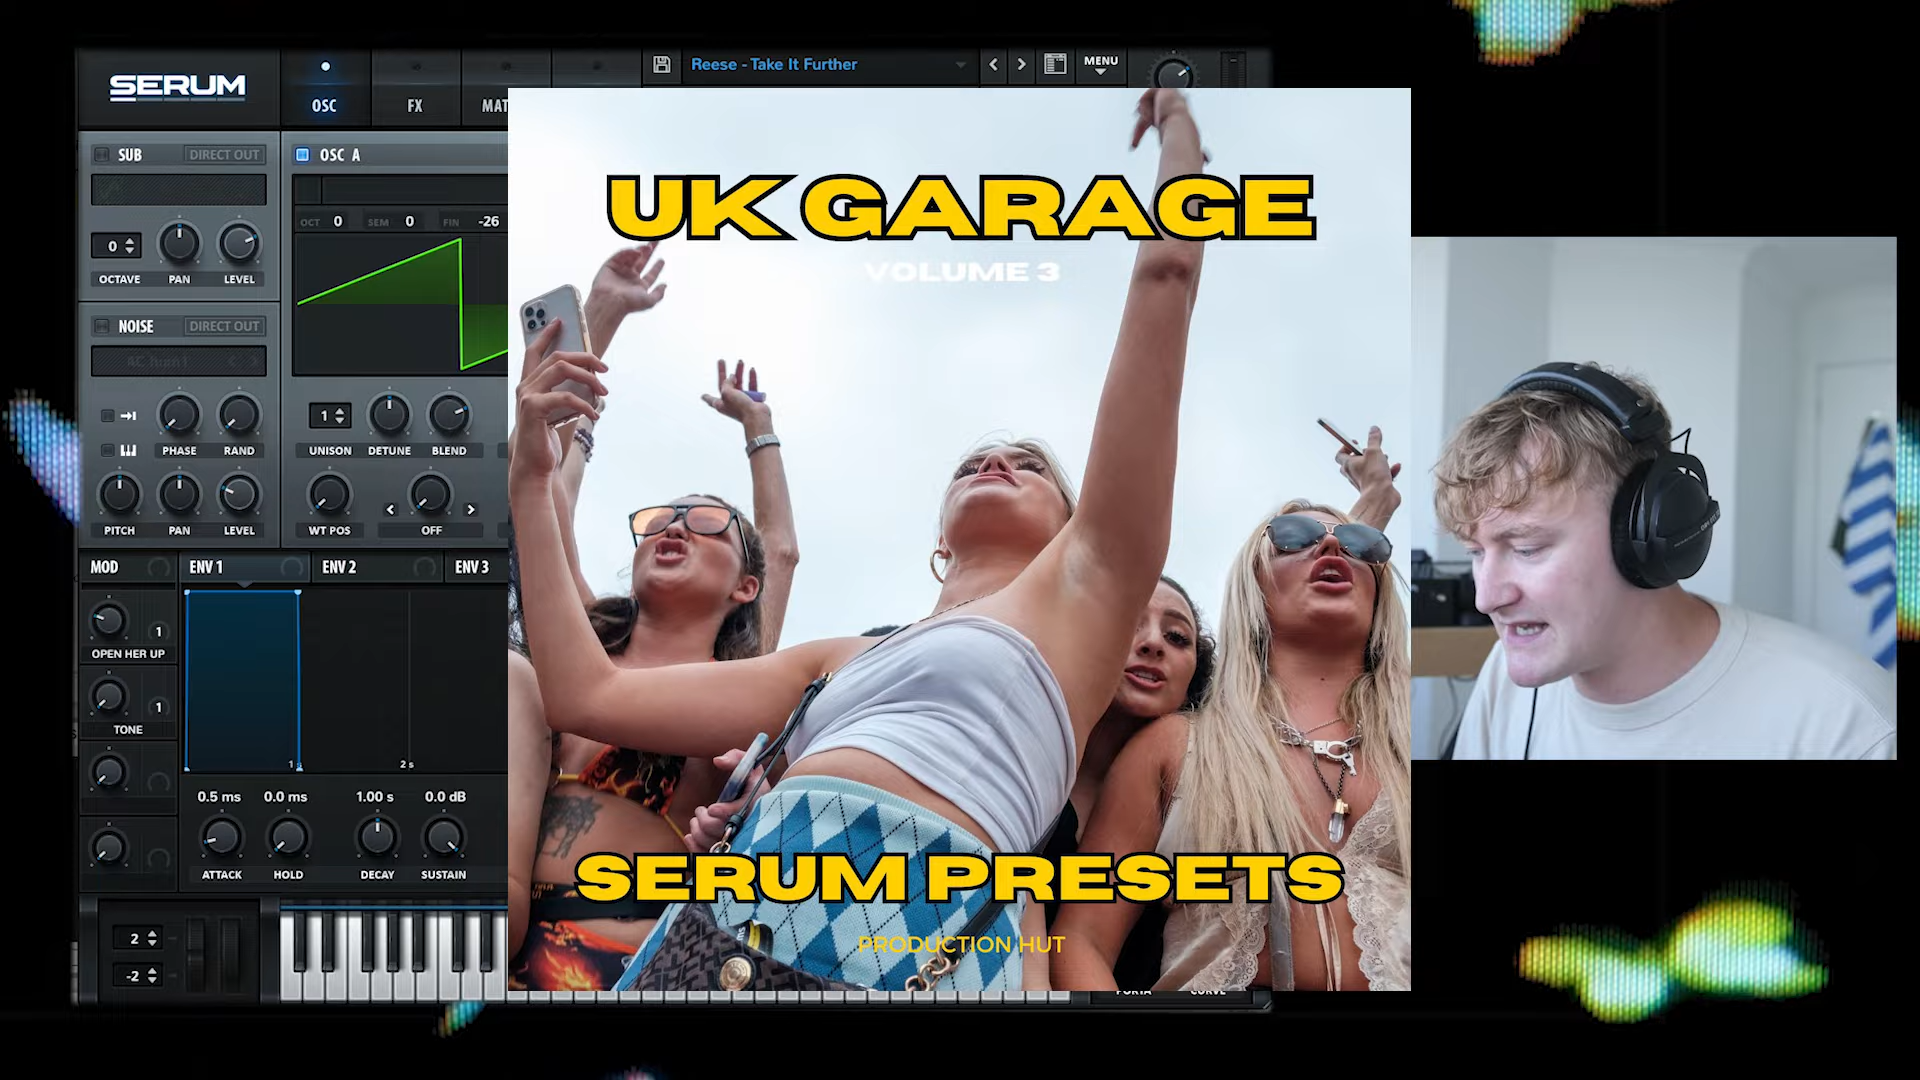 SERUM
OSC
FX
MAT
Reese - Take It Further
MENU
SUB
DIRECT OUT
OSC A
OCT 0 SEM 0 FIN -26
0
OCTAVE PAN LEVEL
NOISE
DIRECT OUT
AC hum1
1
PHASE RAND
UNISON DETUNE BLEND
PITCH PAN LEVEL
WT POS OFF
MOD
ENV 1
ENV 2
ENV 3
1
OPEN HER UP
1
TONE
1
2 s
0.5 ms 0.0 ms 1.00 s 0.0 dB
ATTACK HOLD DECAY SUSTAIN
2
-2
PORTA CURVE
UK GARAGE
VOLUME 3
SERUM PRESETS
PRODUCTION HUT